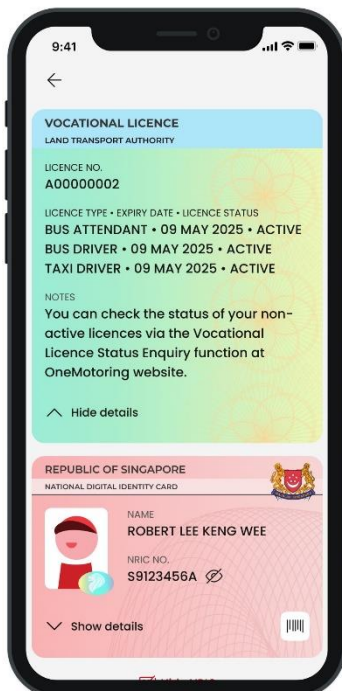 9:41
VOCATIONAL LICENCE
LAND TRANSPORT AUTHORITY
LICENCE NO.
A00000002
LICENCE TYPE • EXPIRY DATE • LICENCE STATUS
BUS ATTENDANT • 09 MAY 2025 • ACTIVE
BUS DRIVER • 09 MAY 2025 • ACTIVE
TAXI DRIVER • 09 MAY 2025 • ACTIVE
NOTES
You can check the status of your non-
active licences via the Vocational
Licence Status Enquiry function at
OneMotoring website.
Hide details
REPUBLIC OF SINGAPORE
NATIONAL DIGITAL IDENTITY CARD
NAME
ROBERT LEE KENG WEE
NRIC NO.
S9123456A
Show details